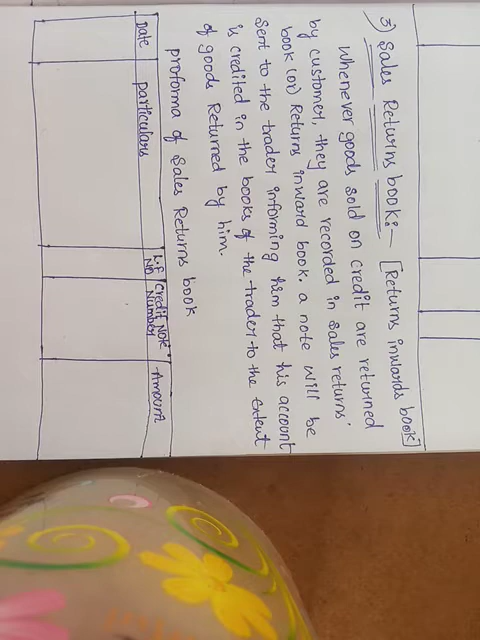 3) Sales Returns book:- [Returns inwards book]
Whenever goods sold on credit are returned
by customer, they are recorded in sales returns
book (or) Returns inward book. a note will be
sent to the trader informing him that his account
is credited in the books of the trader to the extent
of goods Returned by him.
proforma of Sales Returns book
Date particulars L.F No Credit Note Number Amount